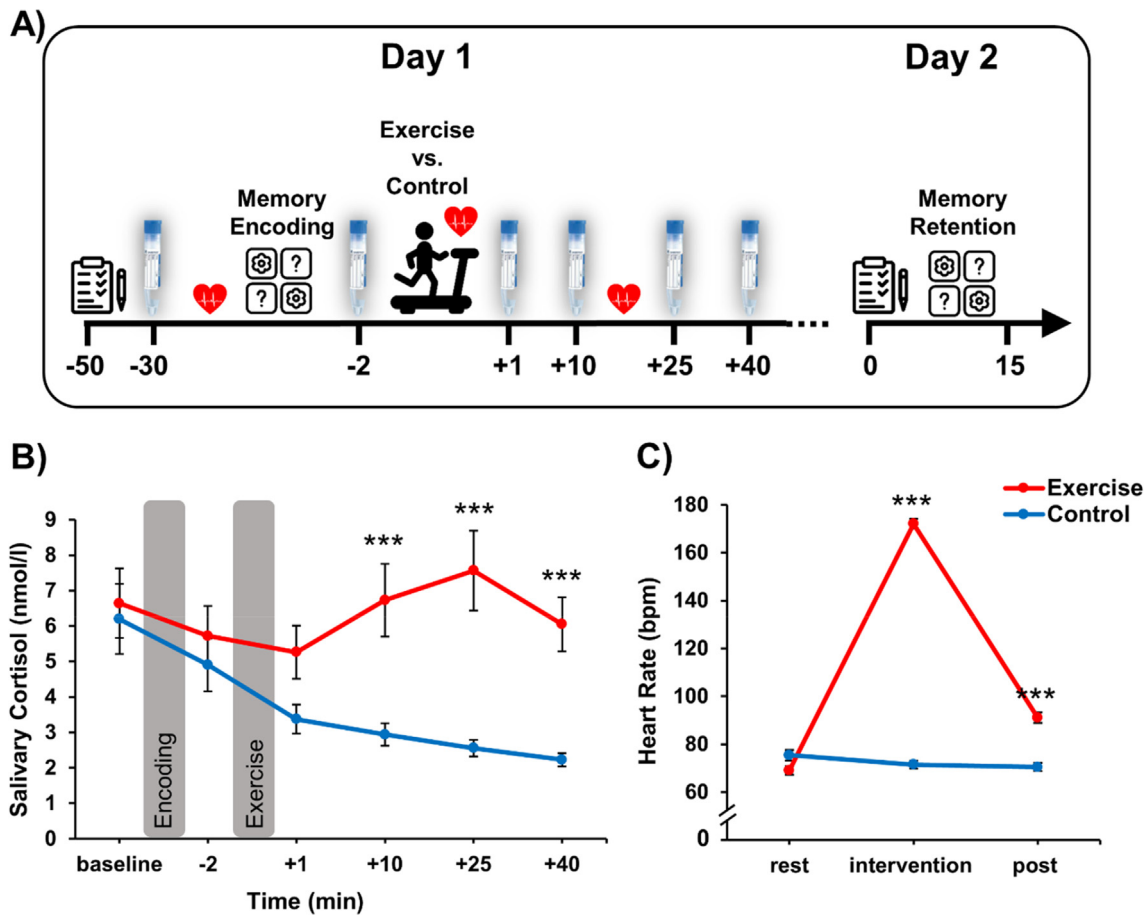 A)
Day 1
Day 2
Exercise
vs.
Control
Memory
Encoding
Memory
Retention
? ?
? ?
-50 -30 -2 +1 +10 +25 +40 0 15
B)
Salivary Cortisol (nmol/l)
9
8
7
6
5
4
3
2
1
0
Encoding
Exercise
***
***
***
baseline -2 +1 +10 +25 +40
Time (min)
C)
Exercise
Control
Heart Rate (bpm)
180
160
140
120
100
80
60
0
***
***
rest intervention post